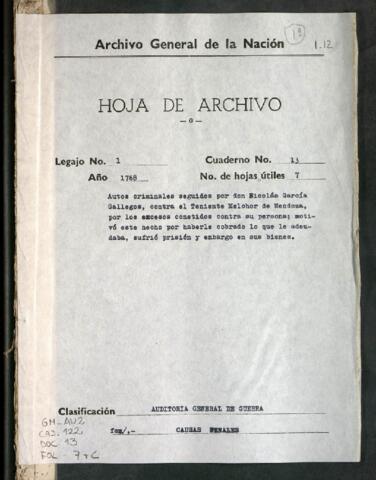 13
1.12
Archivo General de la Nación
HOJA DE ARCHIVO
—o—
Legajo No. 1 Cuaderno No. 13
Año 1768 No. de hojas útiles 7
Autos criminales seguidos por don Nicolás García
Gallegos, contra el Teniente Melchor de Mendoza,
por los excesos cometidos contra su persona; moti-
vó este hecho por haberle cobrado lo que le adeu-
daba, sufrió prisión y embargo en sus bienes.
Clasificación AUDITORIA GENERAL DE GUERRA
fem/.- CAUSAS PENALES
GM-AU2
CAJ. 122
DOC 13
FOL 7+C